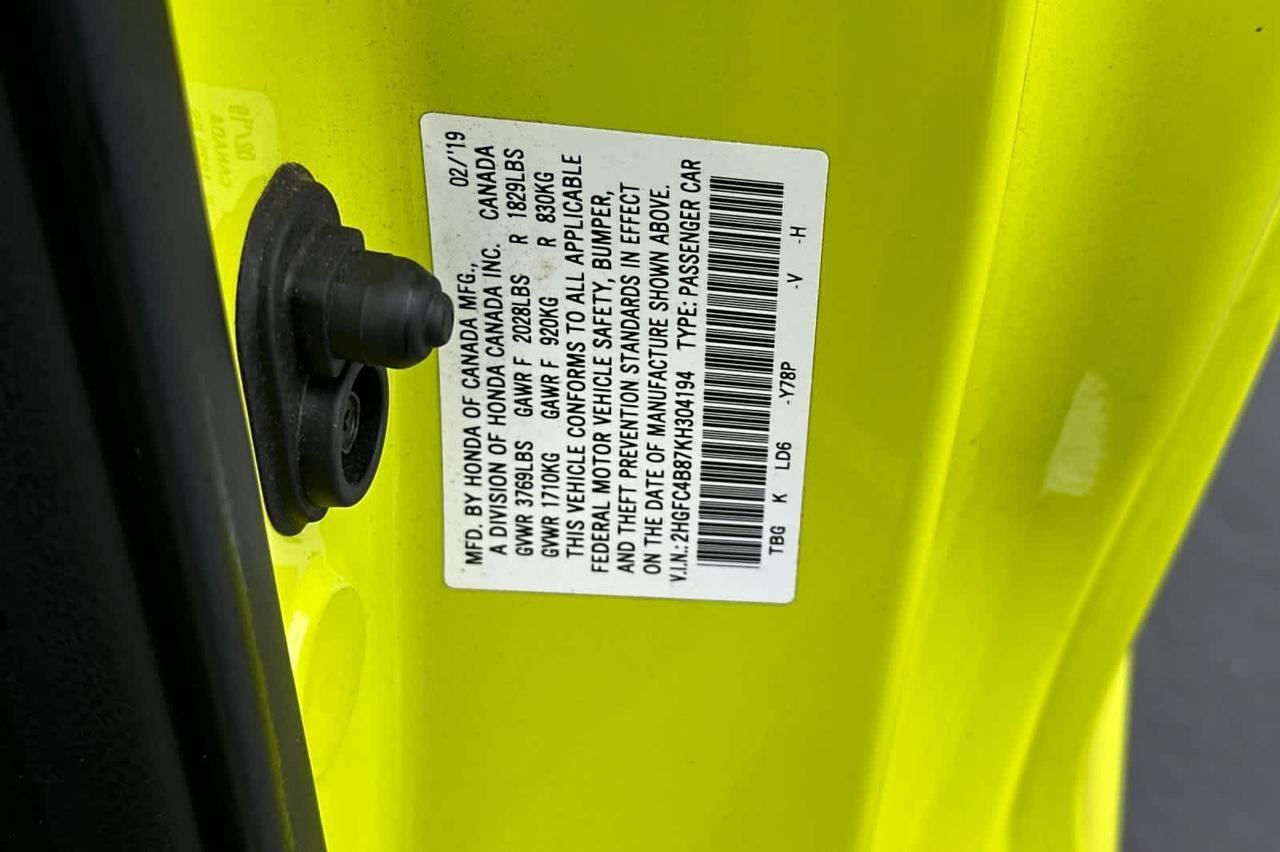 02/'19
MFD. BY HONDA OF CANADA MFG.,
A DIVISION OF HONDA CANADA INC. CANADA
GVWR 3769LBS GAWR F 2028LBS R 1829LBS
GVWR 1710KG GAWR F 920KG R 830KG
THIS VEHICLE CONFORMS TO ALL APPLICABLE
FEDERAL MOTOR VEHICLE SAFETY, BUMPER,
AND THEFT PREVENTION STANDARDS IN EFFECT
ON THE DATE OF MANUFACTURE SHOWN ABOVE.
V.I.N.: 2HGFC4B87KH304194 TYPE: PASSENGER CAR
TBG K LD6 -Y78P -V -H